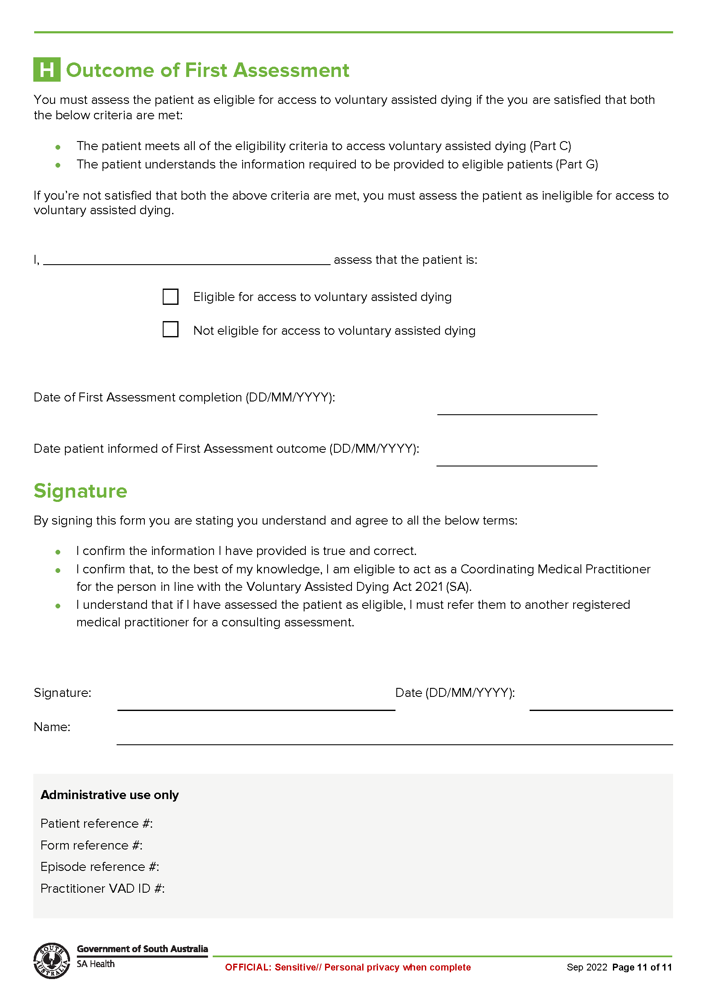 H Outcome of First Assessment
You must assess the patient as eligible for access to voluntary assisted dying if the you are satisfied that both
the below criteria are met:
• The patient meets all of the eligibility criteria to access voluntary assisted dying (Part C)
• The patient understands the information required to be provided to eligible patients (Part G)
If you’re not satisfied that both the above criteria are met, you must assess the patient as ineligible for access to
voluntary assisted dying.
I, ______________________ assess that the patient is:
Eligible for access to voluntary assisted dying
Not eligible for access to voluntary assisted dying
Date of First Assessment completion (DD/MM/YYYY):
Date patient informed of First Assessment outcome (DD/MM/YYYY):
Signature
By signing this form you are stating you understand and agree to all the below terms:
• I confirm the information I have provided is true and correct.
• I confirm that, to the best of my knowledge, I am eligible to act as a Coordinating Medical Practitioner
for the person in line with the Voluntary Assisted Dying Act 2021 (SA).
• I understand that if I have assessed the patient as eligible, I must refer them to another registered
medical practitioner for a consulting assessment.
Signature: Date (DD/MM/YYYY):
Name:
Administrative use only
Patient reference #:
Form reference #:
Episode reference #:
Practitioner VAD ID #:
SOUTH AUSTRALIA
Government of South Australia
SA Health
OFFICIAL: Sensitive// Personal privacy when complete
Sep 2022 Page 11 of 11